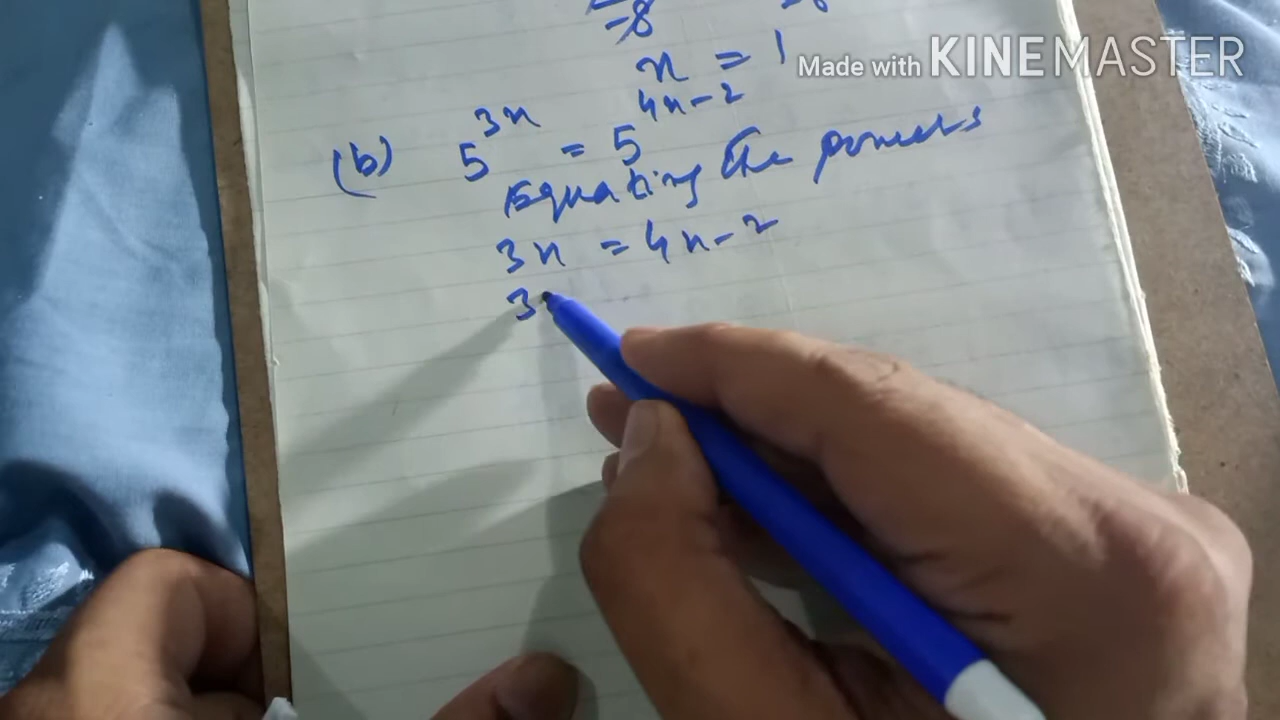 -8
x = 1
Made with KINEMASTER
(b) 5^{3x} = 5^{4x-2}
Equating the powers
3x = 4x-2
3